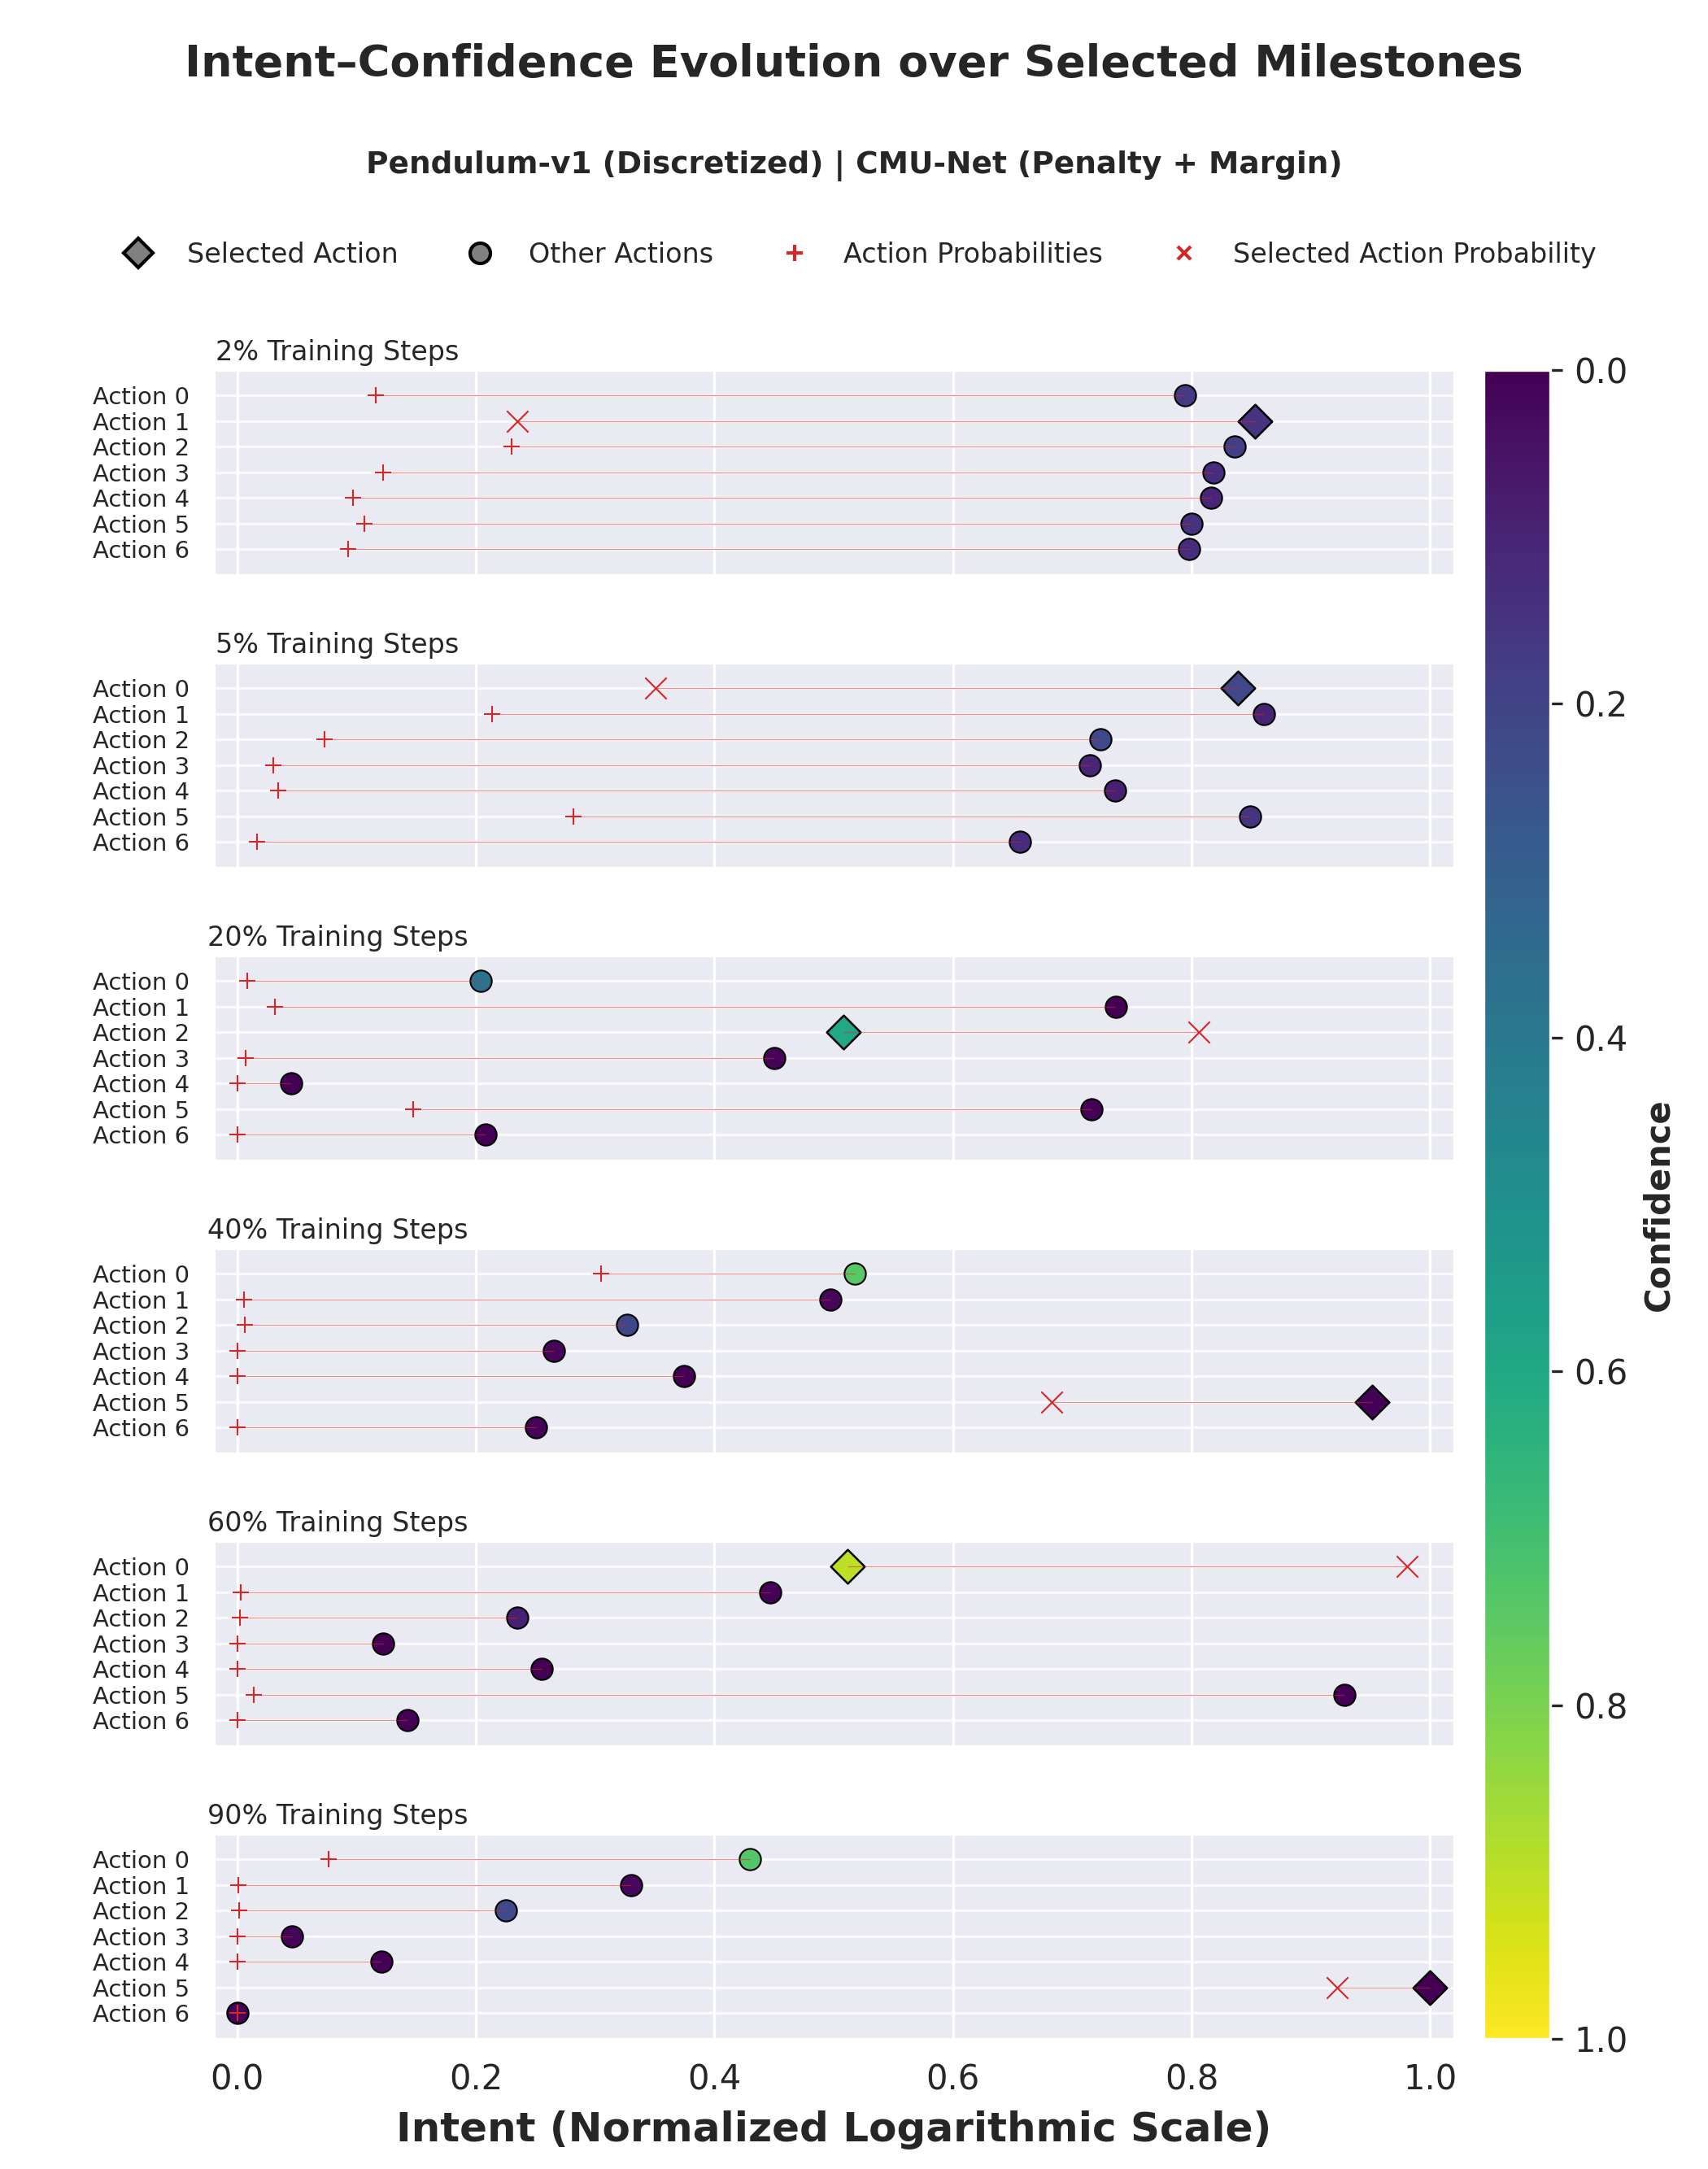 Intent–Confidence Evolution over Selected Milestones
Pendulum-v1 (Discretized) | CMU-Net (Penalty + Margin)
Selected Action Other Actions Action Probabilities Selected Action Probability
2% Training Steps
Action 0
Action 1
Action 2
Action 3
Action 4
Action 5
Action 6
5% Training Steps
Action 0
Action 1
Action 2
Action 3
Action 4
Action 5
Action 6
20% Training Steps
Action 0
Action 1
Action 2
Action 3
Action 4
Action 5
Action 6
40% Training Steps
Action 0
Action 1
Action 2
Action 3
Action 4
Action 5
Action 6
60% Training Steps
Action 0
Action 1
Action 2
Action 3
Action 4
Action 5
Action 6
90% Training Steps
Action 0
Action 1
Action 2
Action 3
Action 4
Action 5
Action 6
0.0 0.2 0.4 0.6 0.8 1.0
Intent (Normalized Logarithmic Scale)
0.0
0.2
0.4
0.6
0.8
1.0
Confidence